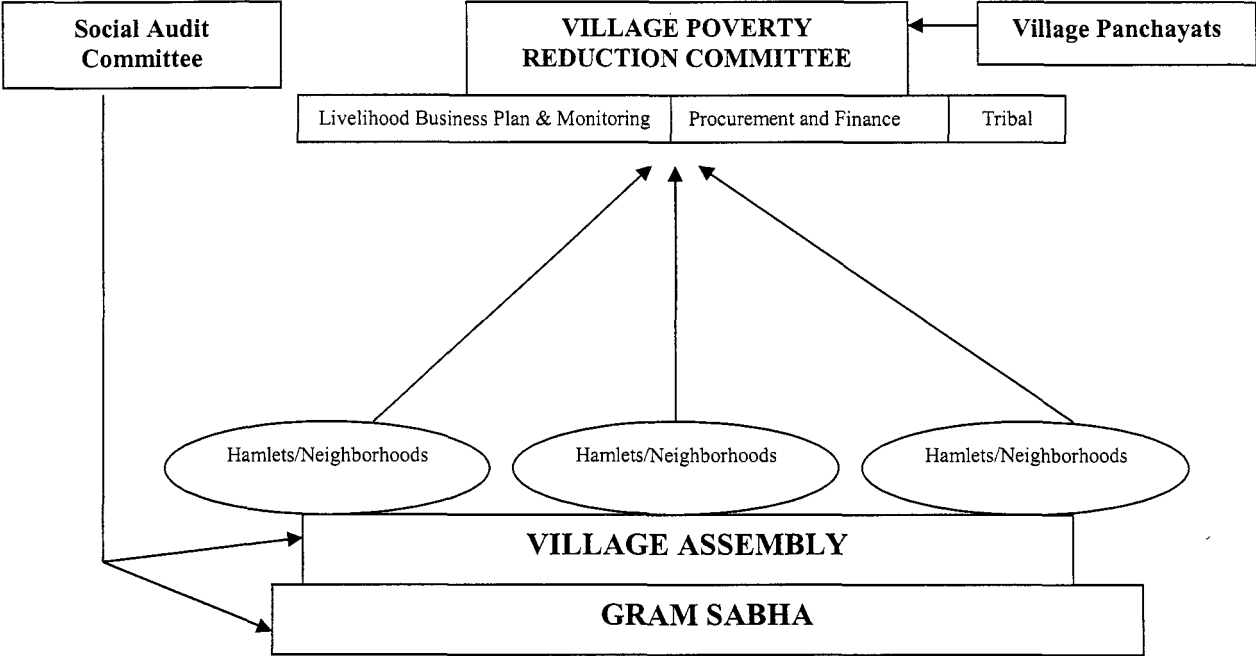 Social Audit
Committee
VILLAGE POVERTY
REDUCTION COMMITTEE
Village Panchayats
Livelihood Business Plan & Monitoring
Procurement and Finance
Tribal
Hamlets/Neighborhoods
Hamlets/Neighborhoods
Hamlets/Neighborhoods
VILLAGE ASSEMBLY
GRAM SABHA